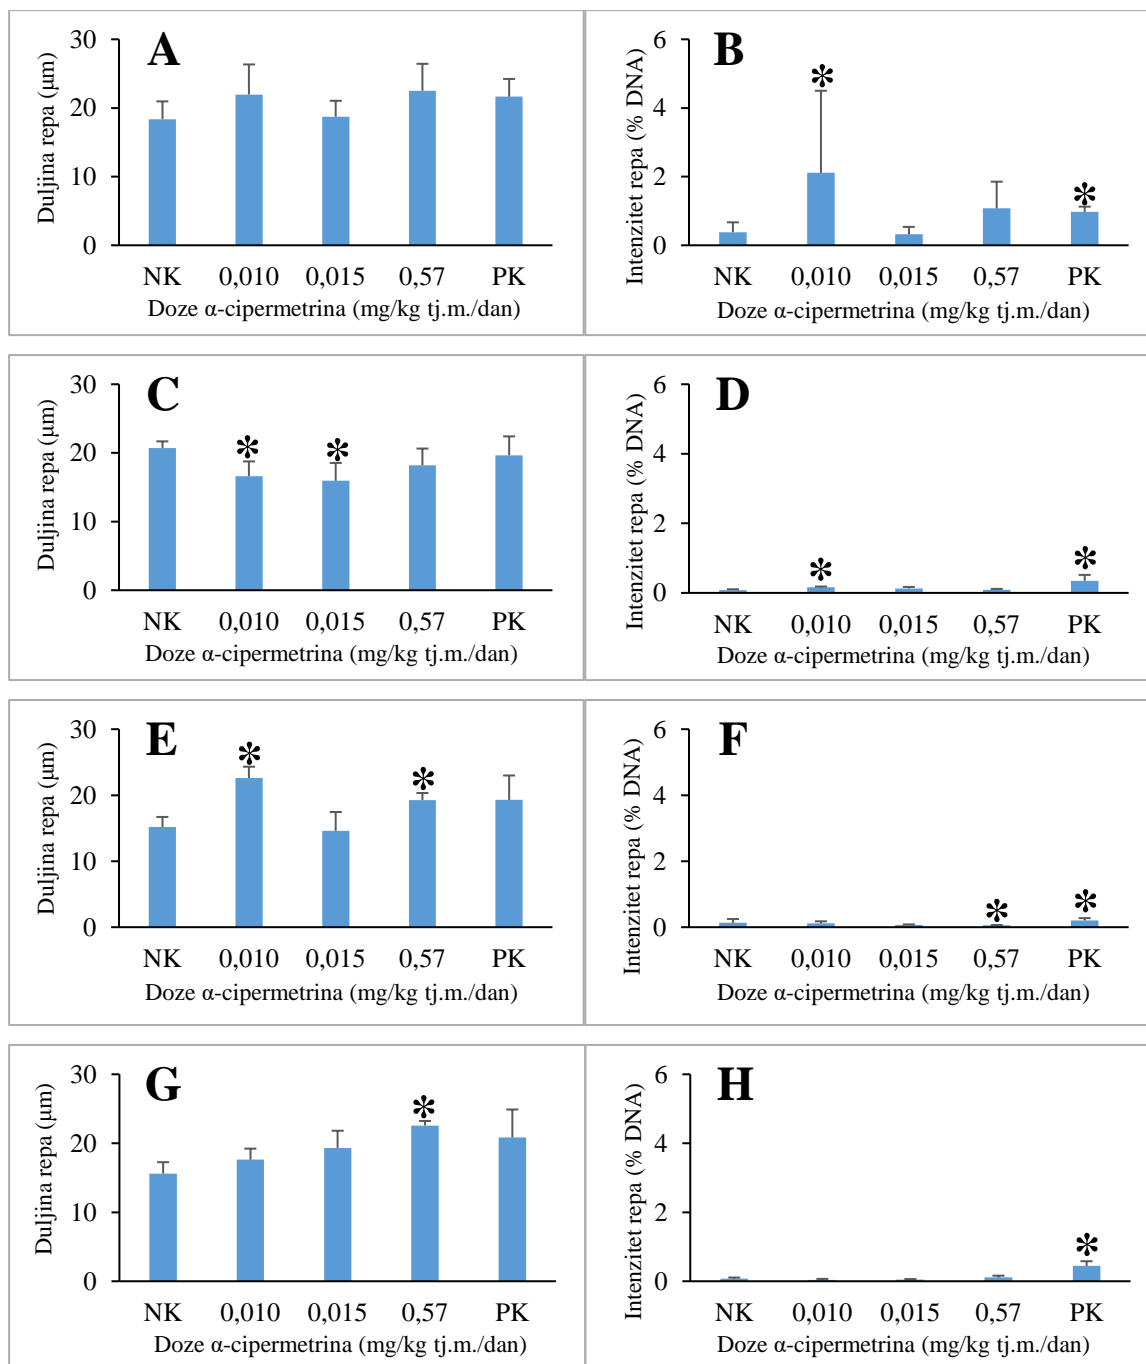 A
Duljina repa (μm)
30
20
10
0
NK 0,010 0,015 0,57 PK
Doze α-cipermetrina (mg/kg tj.m./dan)
B
Intenzitet repa (% DNA)
6
4
2
0
*
*
NK 0,010 0,015 0,57 PK
Doze α-cipermetrina (mg/kg tj.m./dan)
C
Duljina repa (μm)
30
20
10
0
* *
NK 0,010 0,015 0,57 PK
Doze α-cipermetrina (mg/kg tj.m./dan)
D
Intenzitet repa (% DNA)
6
4
2
0
* *
NK 0,010 0,015 0,57 PK
Doze α-cipermetrina (mg/kg tj.m./dan)
E
Duljina repa (μm)
30
20
10
0
* *
NK 0,010 0,015 0,57 PK
Doze α-cipermetrina (mg/kg tj.m./dan)
F
Intenzitet repa (% DNA)
6
4
2
0
* *
NK 0,010 0,015 0,57 PK
Doze α-cipermetrina (mg/kg tj.m./dan)
G
Duljina repa (μm)
30
20
10
0
*
NK 0,010 0,015 0,57 PK
Doze α-cipermetrina (mg/kg tj.m./dan)
H
Intenzitet repa (% DNA)
6
4
2
0
*
NK 0,010 0,015 0,57 PK
Doze α-cipermetrina (mg/kg tj.m./dan)